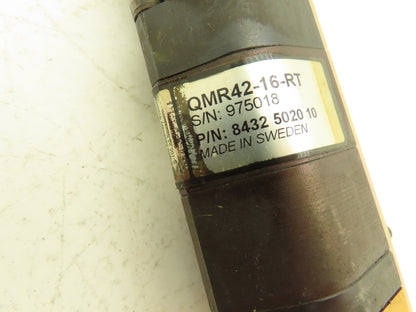 QMR42-16-RT
S/N: 975018
P/N: 8432 5020 10
MADE IN SWEDEN